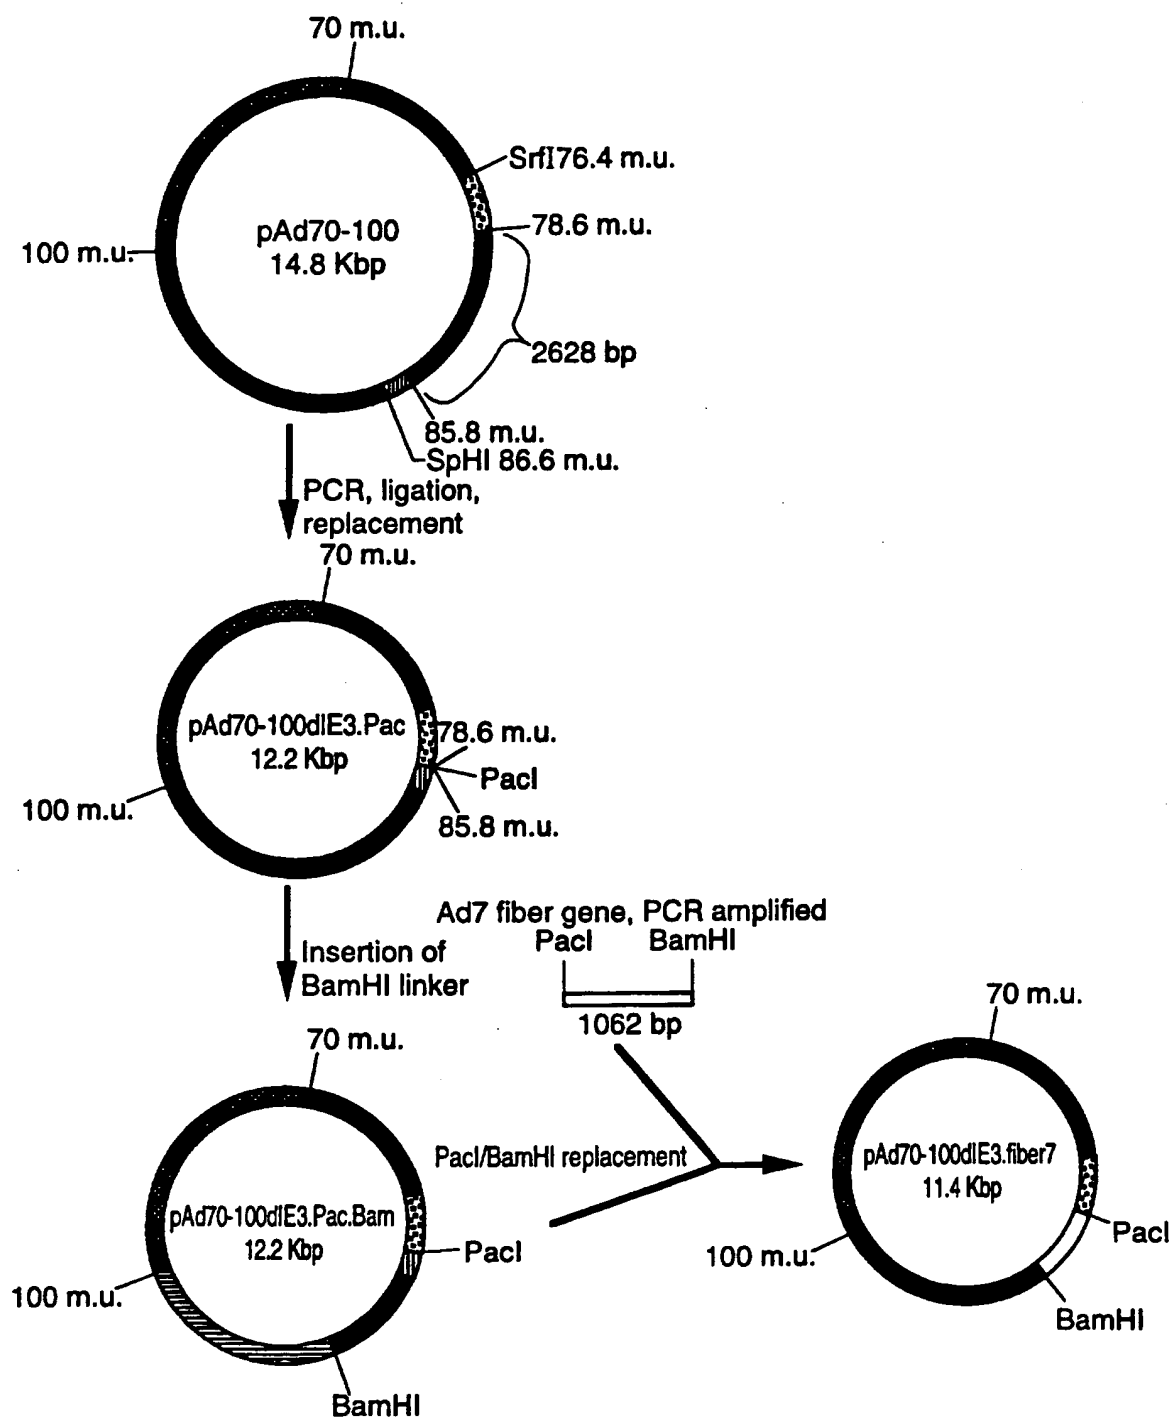 70 m.u.
SrfI76.4 m.u.
78.6 m.u.
pAd70-100
14.8 Kbp
100 m.u.
2628 bp
85.8 m.u.
SpHI 86.6 m.u.
PCR, ligation,
replacement
70 m.u.
pAd70-100dlE3.Pac
12.2 Kbp
78.6 m.u.
PacI
100 m.u.
85.8 m.u.
Insertion of
BamHI linker
Ad7 fiber gene, PCR amplified
PacI BamHI
1062 bp
70 m.u.
70 m.u.
PacI/BamHI replacement
pAd70-100dlE3.Pac.Bam
12.2 Kbp
PacI
100 m.u.
BamHI
pAd70-100dlE3.fiber7
11.4 Kbp
PacI
100 m.u.
BamHI